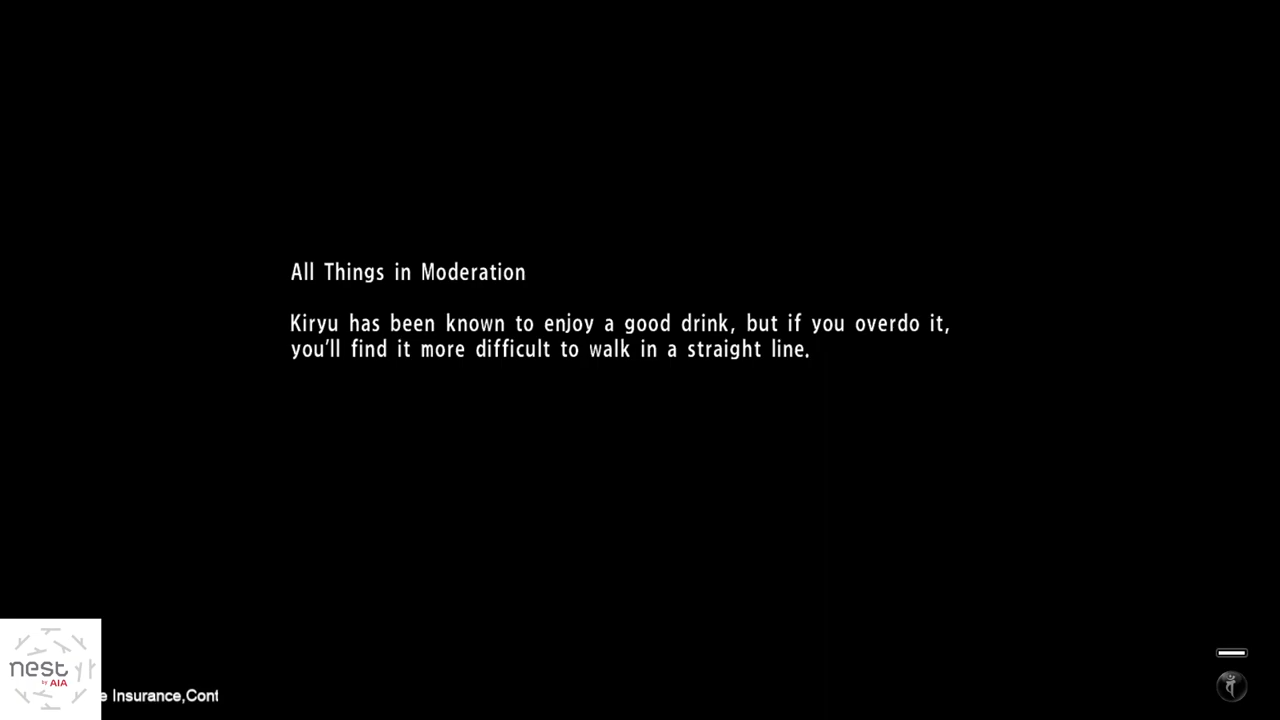 All Things in Moderation
Kiryu has been known to enjoy a good drink, but if you overdo it,
you'll find it more difficult to walk in a straight line.
nest
by AIA
e Insurance,Cont